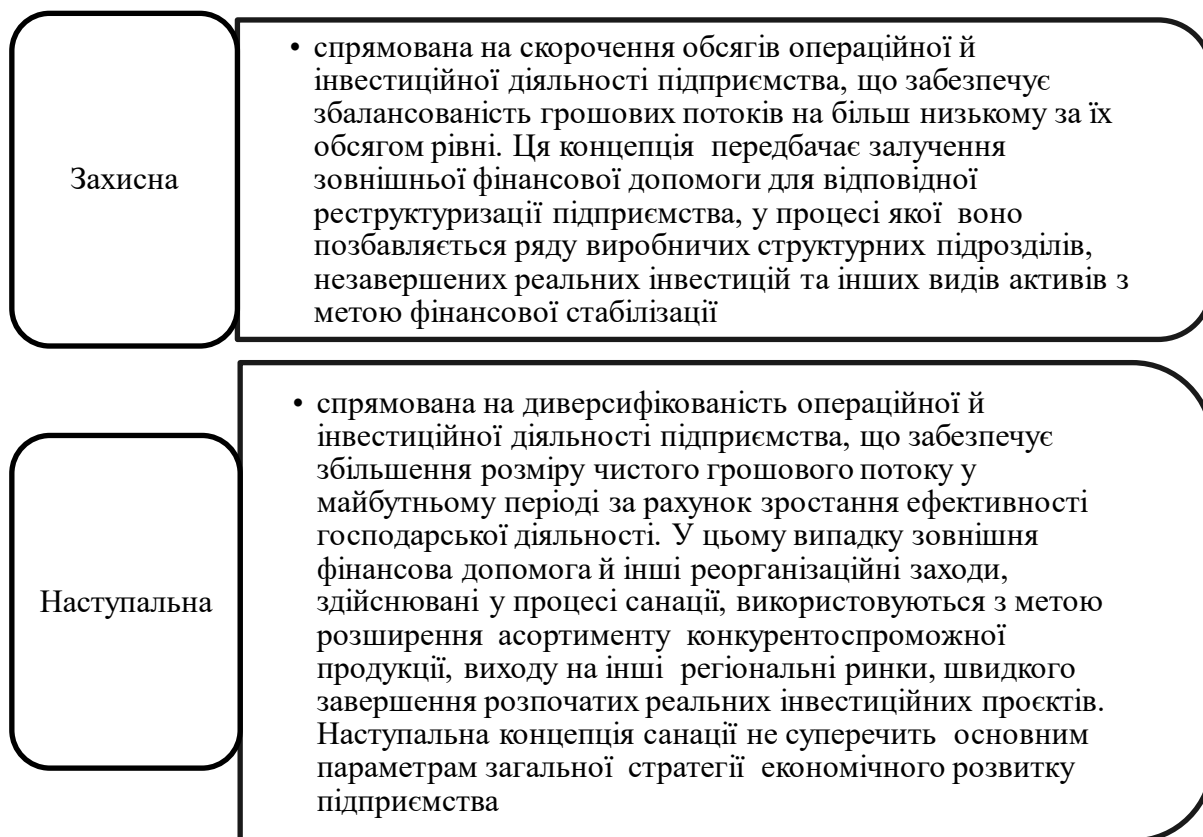 Захисна
• спрямована на скорочення обсягів операційної й
інвестиційної діяльності підприємства, що забезпечує
збалансованість грошових потоків на більш низькому за їх
обсягом рівні. Ця концепція передбачає залучення
зовнішньої фінансової допомоги для відповідної
реструктуризації підприємства, у процесі якої воно
позбавляється ряду виробничих структурних підрозділів,
незавершених реальних інвестицій та інших видів активів з
метою фінансової стабілізації
Наступальна
• спрямована на диверсифікованість операційної й
інвестиційної діяльності підприємства, що забезпечує
збільшення розміру чистого грошового потоку у
майбутньому періоді за рахунок зростання ефективності
господарської діяльності. У цьому випадку зовнішня
фінансова допомога й інші реорганізаційні заходи,
здійснювані у процесі санації, використовуються з метою
розширення асортименту конкурентоспроможної
продукції, виходу на інші регіональні ринки, швидкого
завершення розпочатих реальних інвестиційних проєктів.
Наступальна концепція санації не суперечить основним
параметрам загальної стратегії економічного розвитку
підприємства